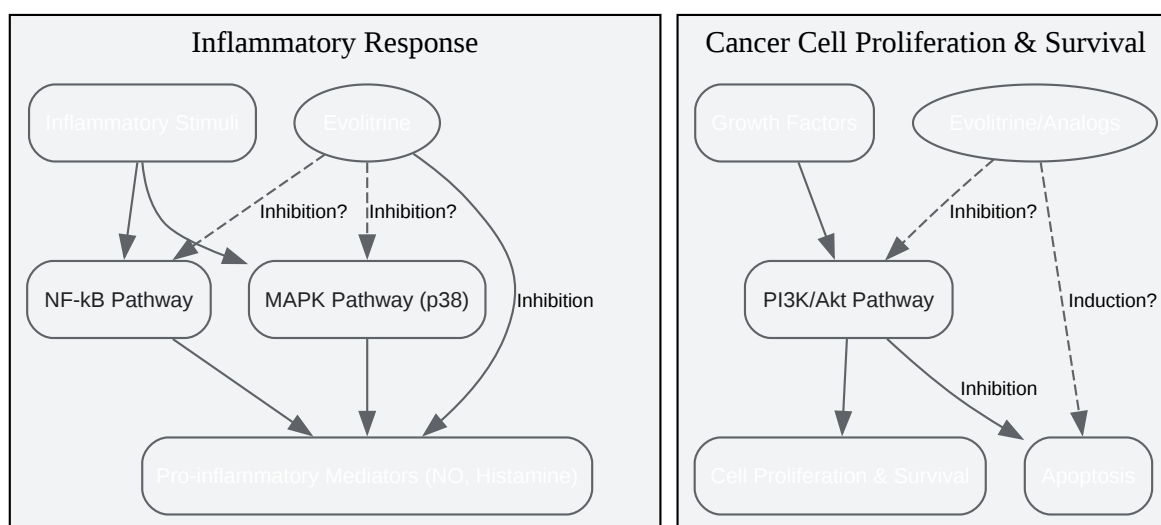 Inflammatory Response
Inflammatory Stimuli
Evolitrine
Inhibition?
Inhibition?
NF-kB Pathway
MAPK Pathway (p38)
Inhibition
Pro-inflammatory Mediators (NO, Histamine)
Cancer Cell Proliferation & Survival
Growth Factors
Evolitrine/Analogs
Inhibition?
PI3K/Akt Pathway
Induction?
Inhibition
Cell Proliferation & Survival
Apoptosis